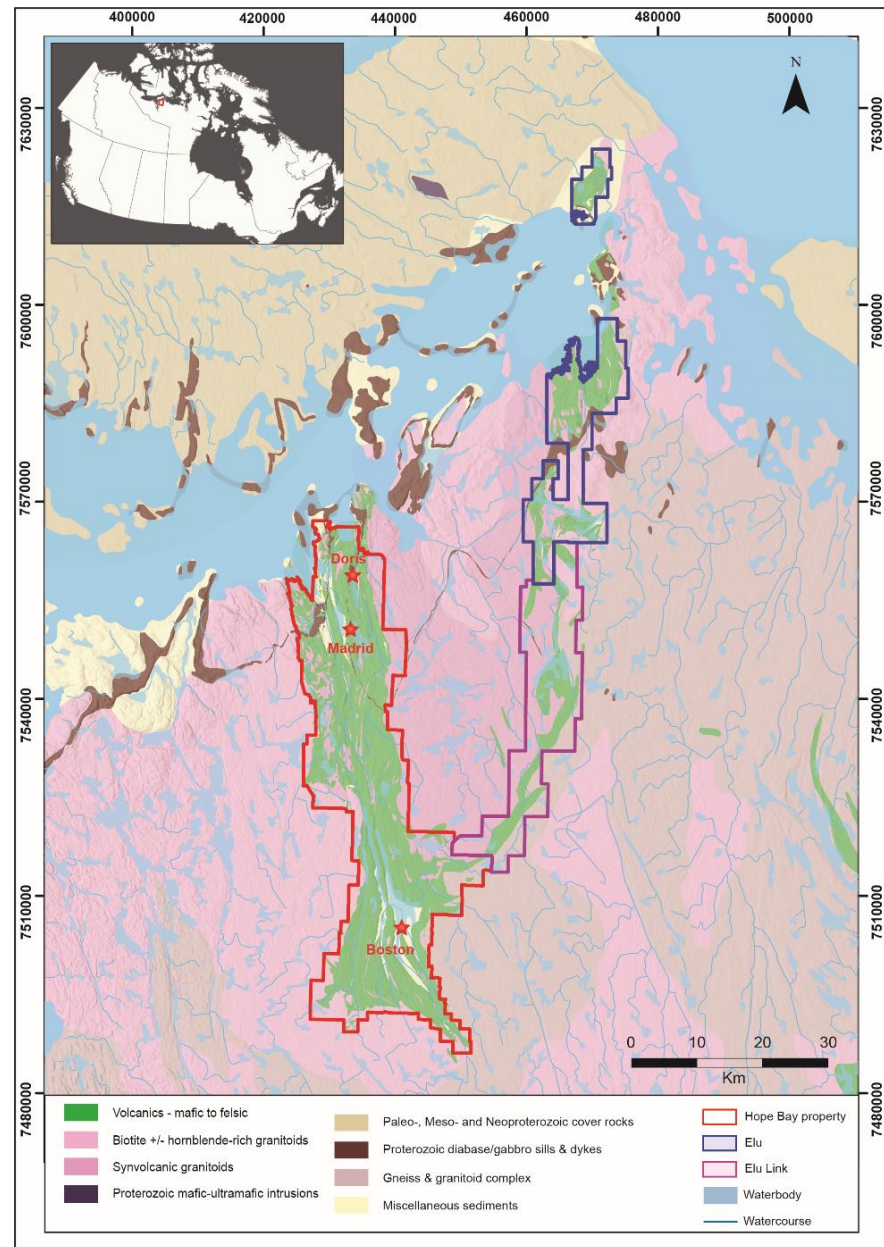 400000 420000 440000 460000 480000 500000
N
7630000
7630000
7600000
7600000
7570000
7570000
Doris
Madrid
7540000
7540000
7510000
7510000
Boston
0 10 20 30
Km
7480000
7480000
Volcanics - mafic to felsic
Biotite +/- hornblende-rich granitoids
Synvolcanic granitoids
Proterozoic mafic-ultramafic intrusions
Paleo-, Meso- and Neoproterozoic cover rocks
Proterozoic diabase/gabbro sills & dykes
Gneiss & granitoid complex
Miscellaneous sediments
Hope Bay property
Elu
Elu Link
Waterbody
Watercourse